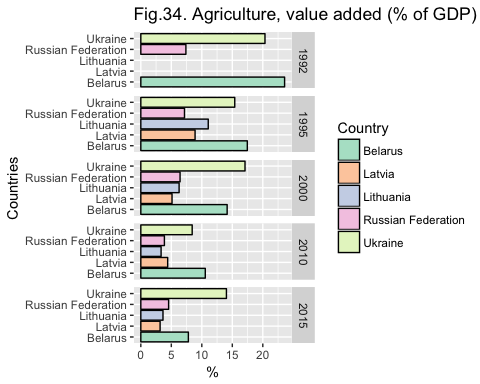 Fig.34. Agriculture, value added (% of GDP)
Countries
Ukraine
Russian Federation
Lithuania
Latvia
Belarus
1992
Ukraine
Russian Federation
Lithuania
Latvia
Belarus
1995
Ukraine
Russian Federation
Lithuania
Latvia
Belarus
2000
Ukraine
Russian Federation
Lithuania
Latvia
Belarus
2010
Ukraine
Russian Federation
Lithuania
Latvia
Belarus
2015
0 5 10 15 20
%
Country
Belarus
Latvia
Lithuania
Russian Federation
Ukraine